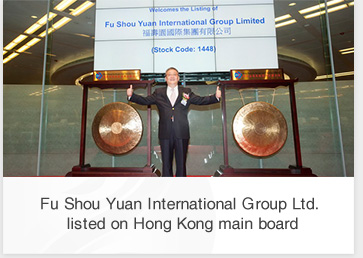 Welcomes the Listing of
Fu Shou Yuan International Group Limited
福壽園國際集團有限公司
(Stock Code: 1448)
Fu Shou Yuan International Group Ltd.
listed on Hong Kong main board